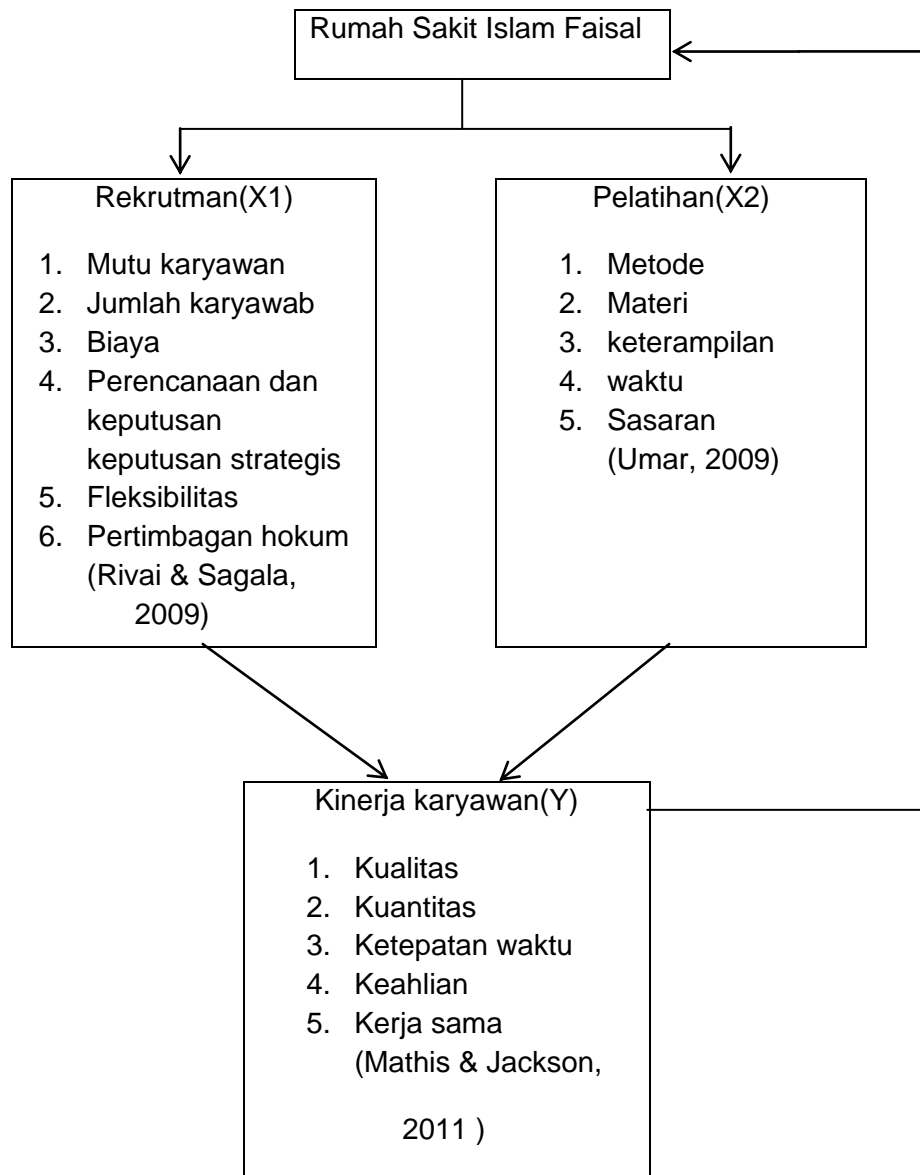 Rumah Sakit Islam Faisal
Rekrutman(X1)
1. Mutu karyawan
2. Jumlah karyawab
3. Biaya
4. Perencanaan dan
keputusan
keputusan strategis
5. Fleksibilitas
6. Pertimbagan hokum
(Rivai & Sagala,
2009)
Pelatihan(X2)
1. Metode
2. Materi
3. keterampilan
4. waktu
5. Sasaran
(Umar, 2009)
Kinerja karyawan(Y)
1. Kualitas
2. Kuantitas
3. Ketepatan waktu
4. Keahlian
5. Kerja sama
(Mathis & Jackson,
2011 )